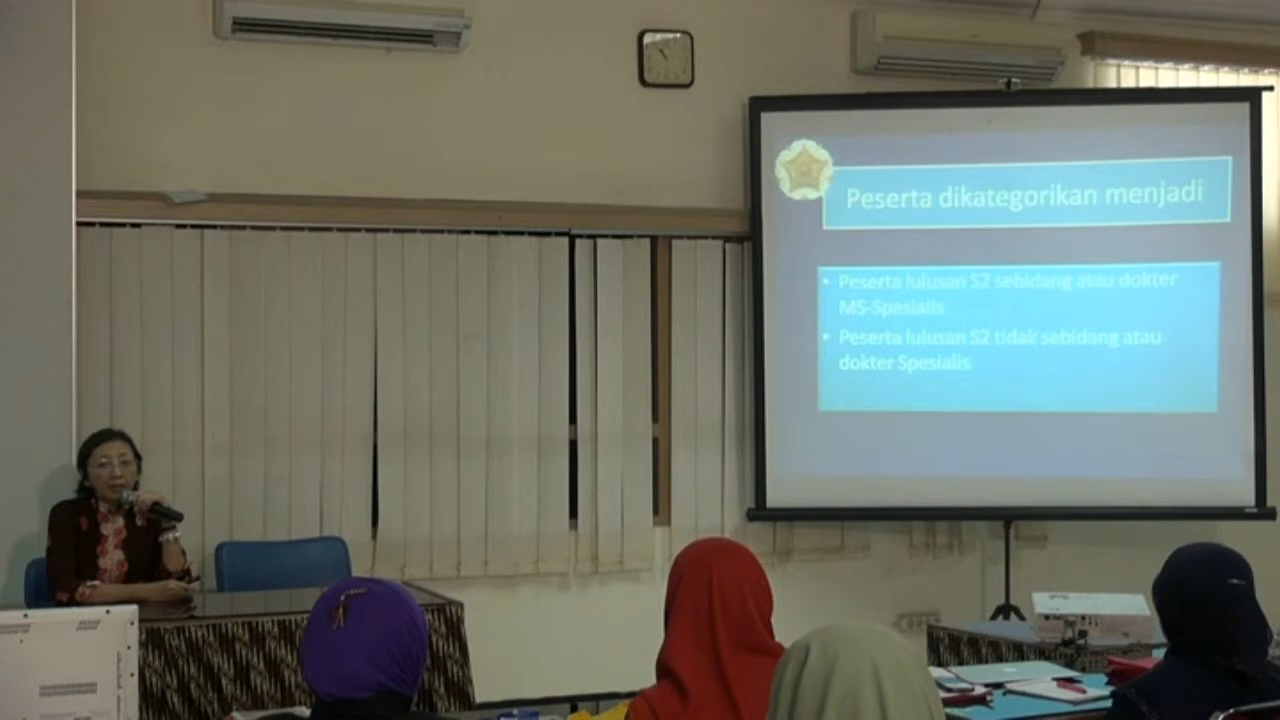 Peserta dikategorikan menjadi
• Peserta lulusan S2 sebidang atau dokter
MS-Spesialis
• Peserta lulusan S2 tidak sebidang atau
dokter Spesialis